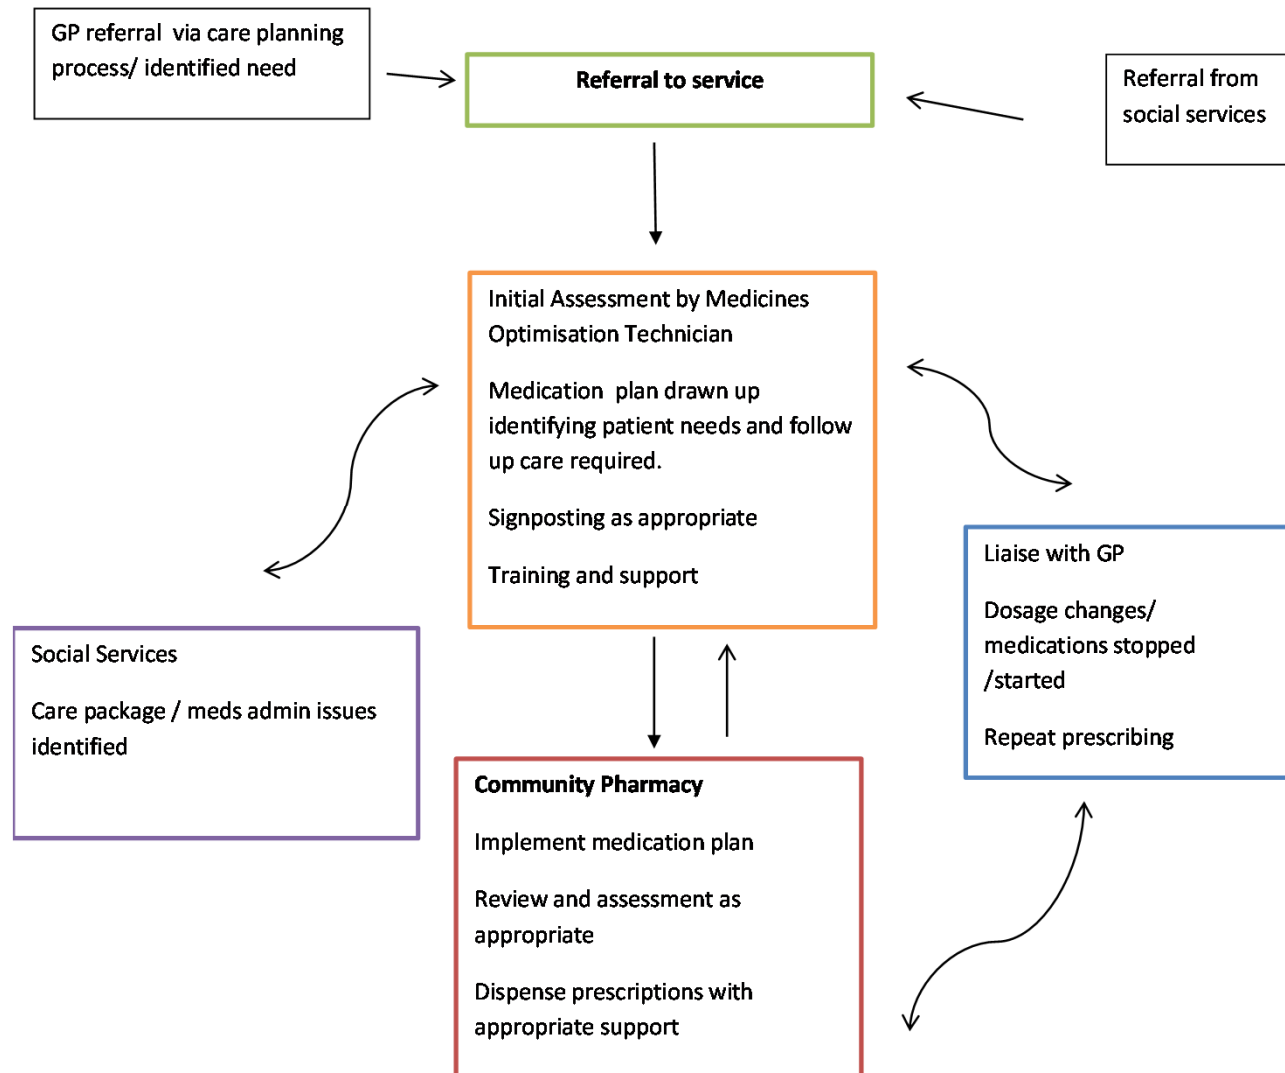 GP referral  via care planning
process/ identified need
Referral to service
Referral from
social services
Initial Assessment by Medicines
Optimisation Technician
Medication  plan drawn up
identifying patient needs and follow
up care required.
Signposting as appropriate
Training and support
Liaise with GP
Dosage changes/
medications stopped
/started
Repeat prescribing
Social Services
Care package / meds admin issues
identified
Community Pharmacy
Implement medication plan
Review and assessment as
appropriate
Dispense prescriptions with
appropriate support